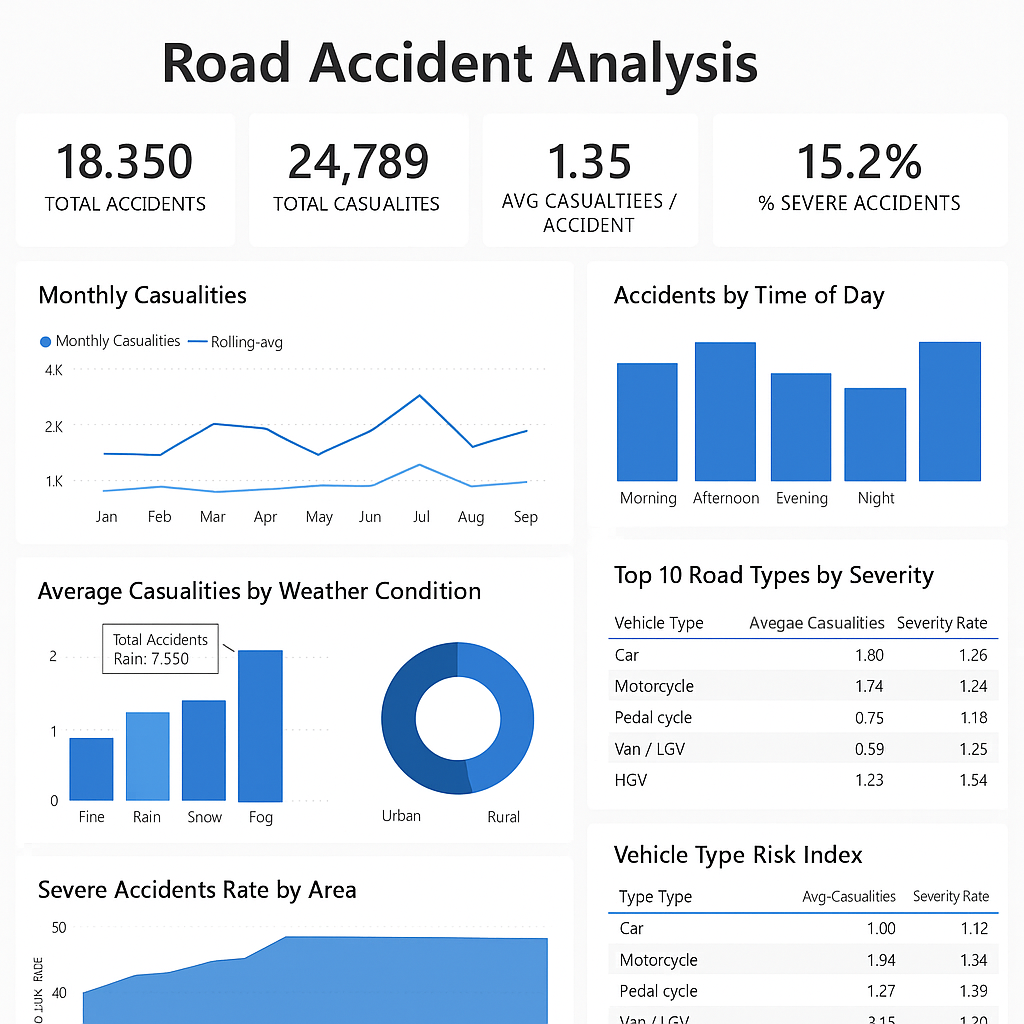 Road Accident Analysis
18.350
TOTAL ACCIDENTS
24,789
TOTAL CASUALITES
1.35
AVG CASUALTIEES /
ACCIDENT
15.2%
% SEVERE ACCIDENTS
Monthly Casualities
Monthly Casualities Rolling-avg
4.K
2.K
1.K
Jan Feb Mar Apr May Jun Jul Aug Sep
Accidents by Time of Day
Morning Afternoon Evening Night
Average Casualities by Weather Condition
Total Accidents
Rain: 7.550
2
1
0
Fine Rain Snow Fog
Urban Rural
Top 10 Road Types by Severity
Vehicle Type Avegae Casualities Severity Rate
Car 1.80 1.26
Motorcycle 1.74 1.24
Pedal cycle 0.75 1.18
Van / LGV 0.59 1.25
HGV 1.23 1.54
Severe Accidents Rate by Area
50
40
Vehicle Type Risk Index
Type Type Avg-Casualities Severity Rate
Car 1.00 1.12
Motorcycle 1.94 1.34
Pedal cycle 1.27 1.39
Van / LGV 3.15 1.20